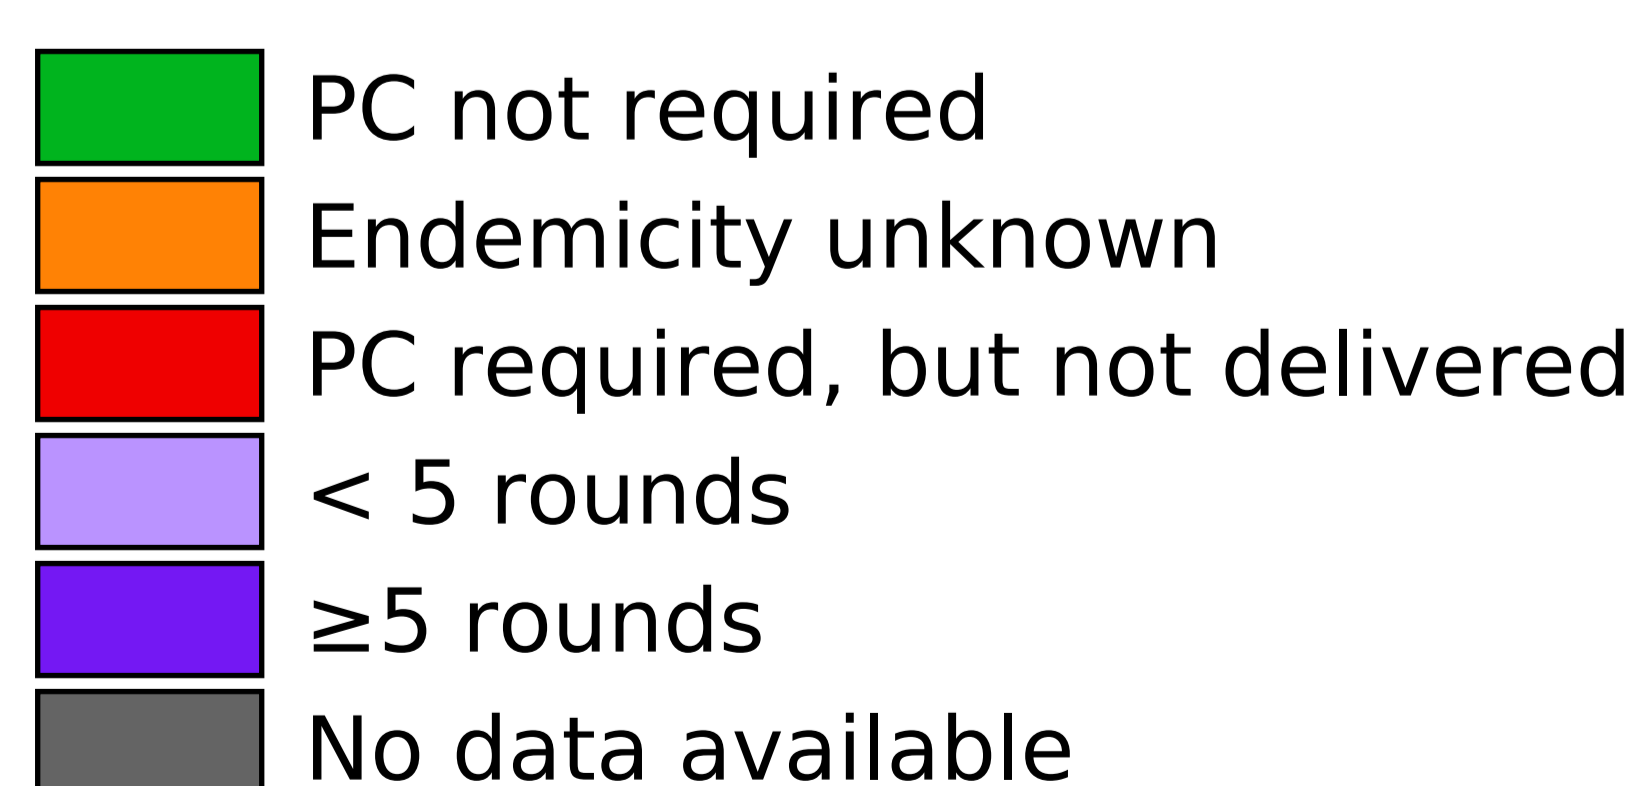 PC not required
Endemicity unknown
PC required, but not delivered
< 5 rounds
≥5 rounds
No data available